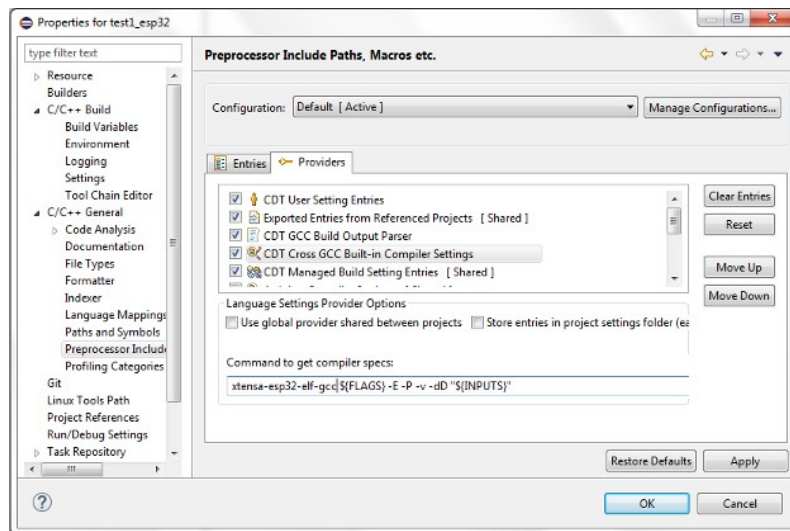 Properties for test1_esp32
type filter text
Resource
Builders
C/C++ Build
Build Variables
Environment
Logging
Settings
Tool Chain Editor
C/C++ General
Code Analysis
Documentation
File Types
Formatter
Indexer
Language Mappings
Paths and Symbols
Preprocessor Include
Profiling Categories
Git
Linux Tools Path
Project References
Run/Debug Settings
Task Repository
Preprocessor Include Paths, Macros etc.
Configuration: Default [ Active ] Manage Configurations...
Entries Providers
CDT User Setting Entries
Exported Entries from Referenced Projects [ Shared ]
CDT GCC Build Output Parser
CDT Cross GCC Built-in Compiler Settings
CDT Managed Build Setting Entries [ Shared ]
Clear Entries
Reset
Move Up
Move Down
Language Settings Provider Options
Use global provider shared between projects Store entries in project settings folder (ea
Command to get compiler specs:
xtensa-esp32-elf-gcc ${FLAGS} -E -P -v -dD "${INPUTS}"
Restore Defaults Apply
OK Cancel